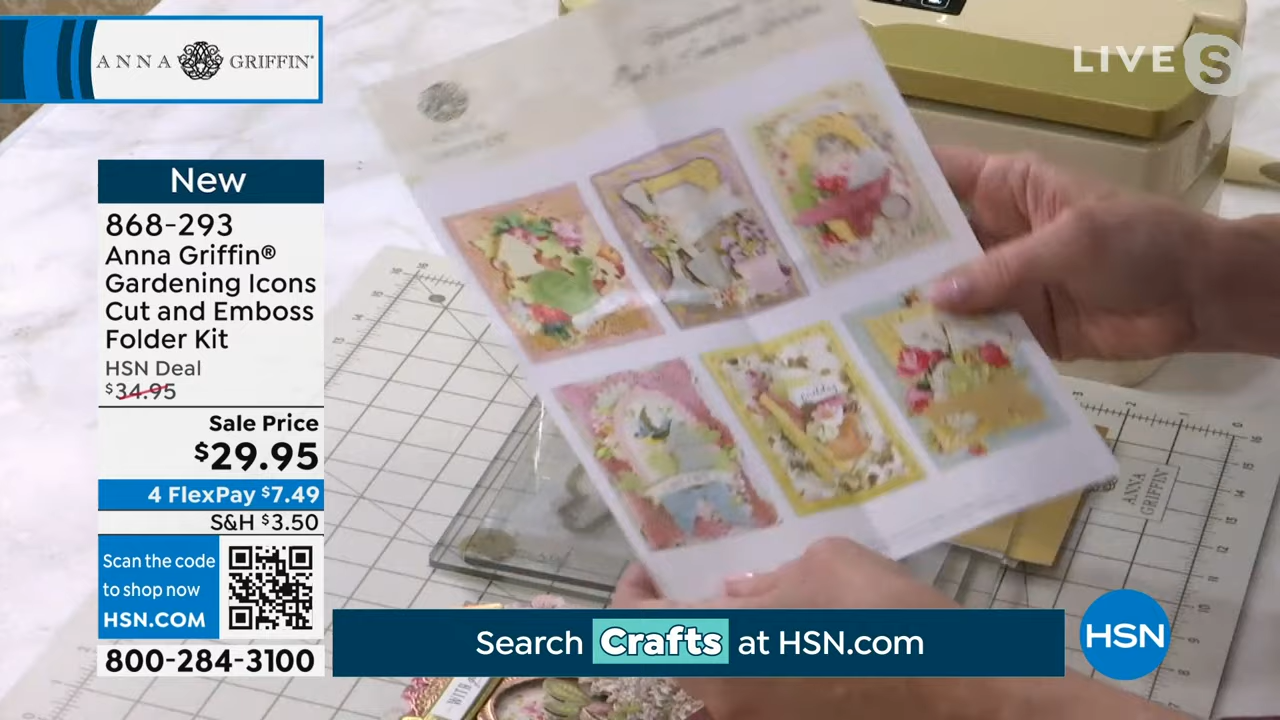 ANNA GRIFFIN®
LIVE S
New
868-293
Anna Griffin®
Gardening Icons
Cut and Emboss
Folder Kit
HSN Deal
$34.95
Sale Price
$29.95
4 FlexPay $7.49
S&H $3.50
Scan the code
to shop now
HSN.COM
800-284-3100
Search Crafts at HSN.com
HSN
ANNA
GRIFFIN